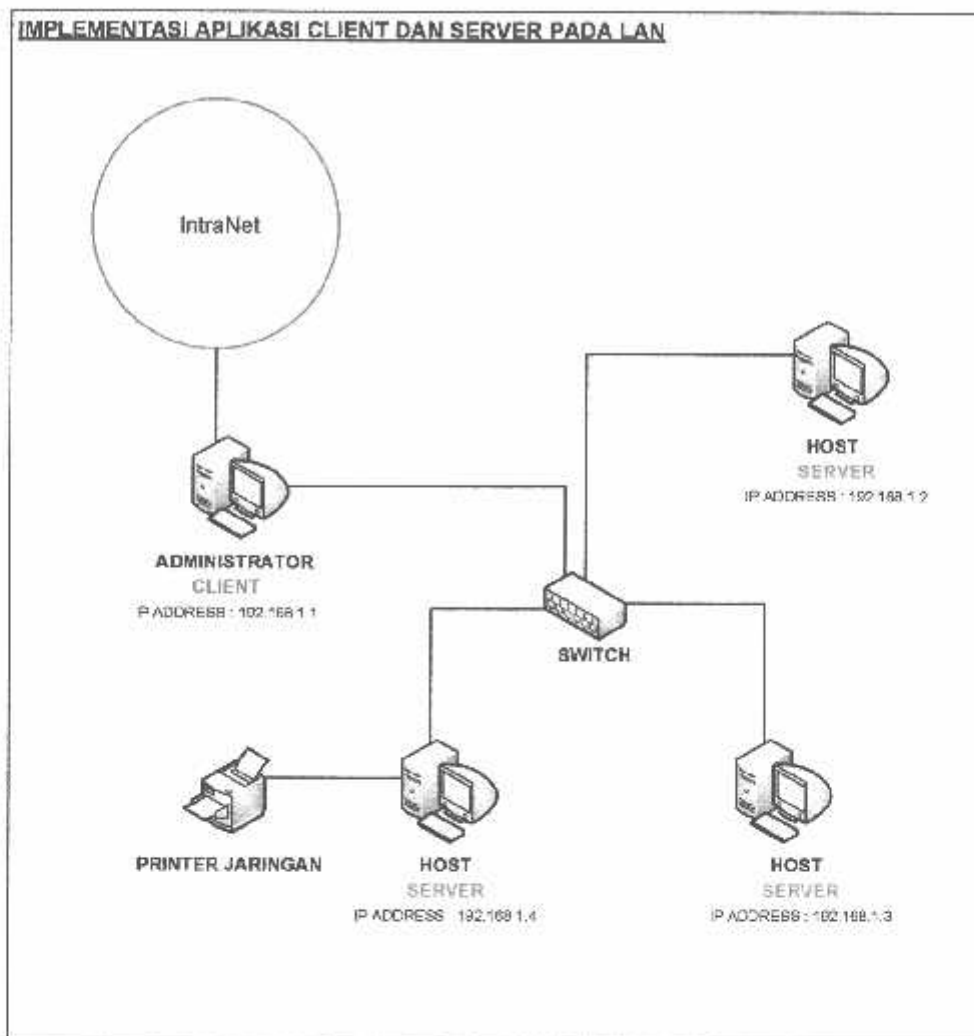 IMPLEMENTASI APLIKASI CLIENT DAN SERVER PADA LAN
IntraNet
HOST
SERVER
IP ADDRESS : 192.168.1.2
ADMINISTRATOR
CLIENT
IP ADDRESS : 192.168.1.1
SWITCH
PRINTER JARINGAN
HOST
SERVER
IP ADDRESS : 192.168.1.4
HOST
SERVER
IP ADDRESS : 192.168.1.3